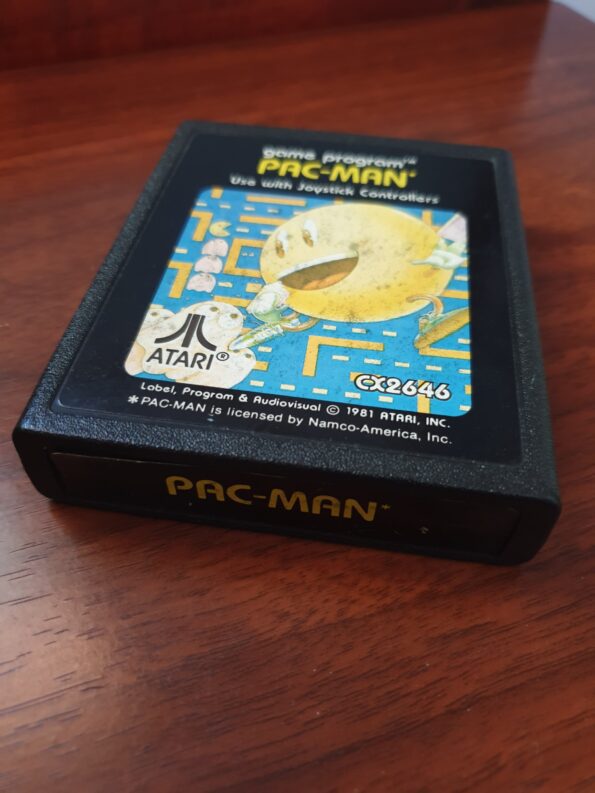 game program™
PAC-MAN*
Use with Joystick Controllers
ATARI®
CX2646
Label, Program & Audiovisual © 1981 ATARI, INC.
*PAC-MAN is licensed by Namco-America, Inc.
PAC-MAN*